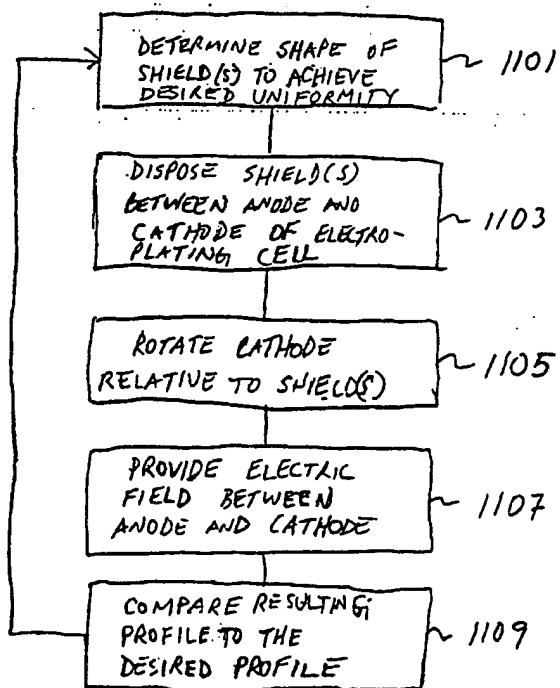 DETERMINE SHAPE OF
SHIELD(S) TO ACHIEVE
DESIRED UNIFORMITY
1101
DISPOSE SHIELD(S)
BETWEEN ANODE AND
CATHODE OF ELECTRO-
PLATING CELL
1103
ROTATE CATHODE
RELATIVE TO SHIELD(S)
1105
PROVIDE ELECTRIC
FIELD BETWEEN
ANODE AND CATHODE
1107
COMPARE RESULTING
PROFILE TO THE
DESIRED PROFILE
1109